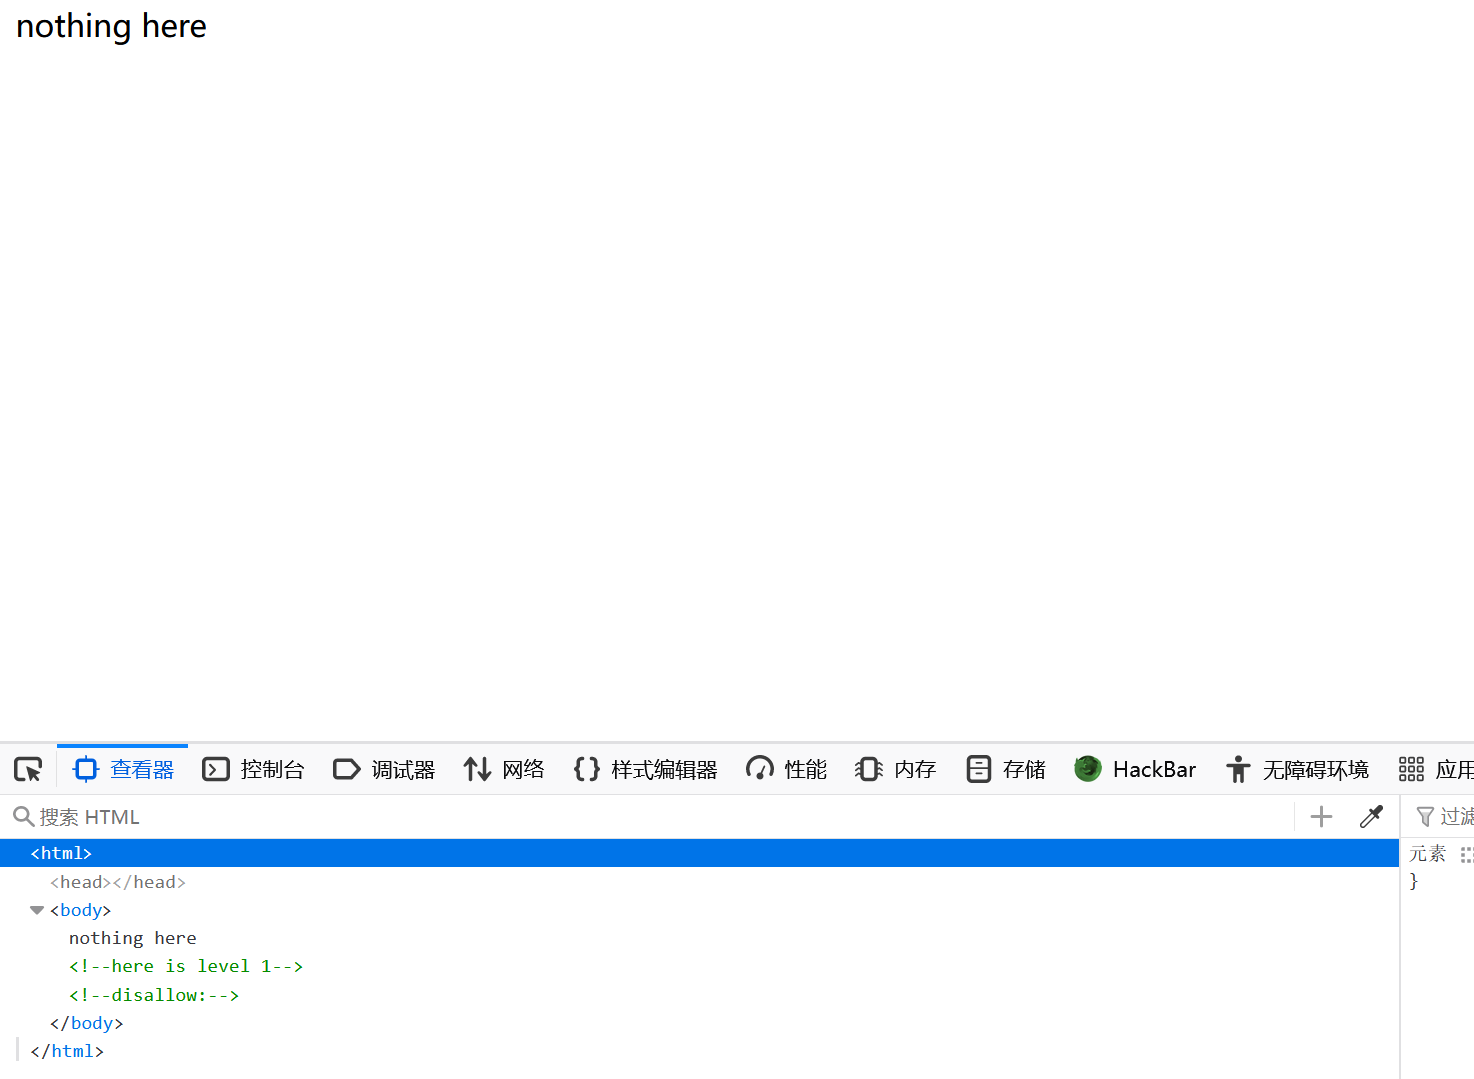 nothing here
查看器 控制台 调试器 网络 样式编辑器 性能 内存 存储 HackBar 无障碍环境 应用
搜索 HTML 过滤
<html>
元素
<head></head>
}
<body>
nothing here
<!--here is level 1-->
<!--disallow:-->
</body>
</html>